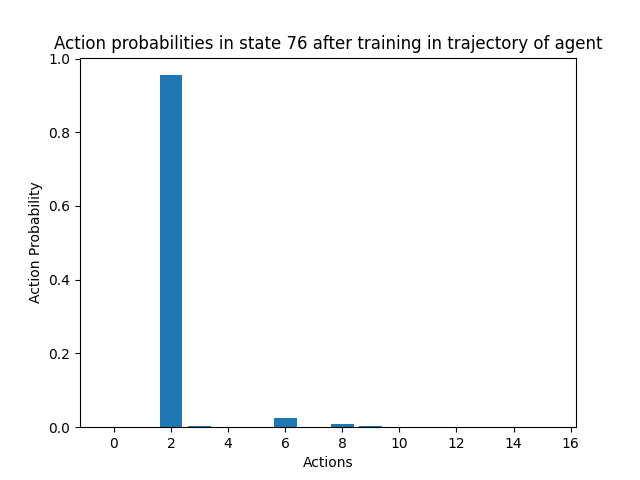 Action probabilities in state 76 after training in trajectory of agent
1.0
0.8
0.6
0.4
0.2
0.0
Action Probability
0 2 4 6 8 10 12 14 16
Actions